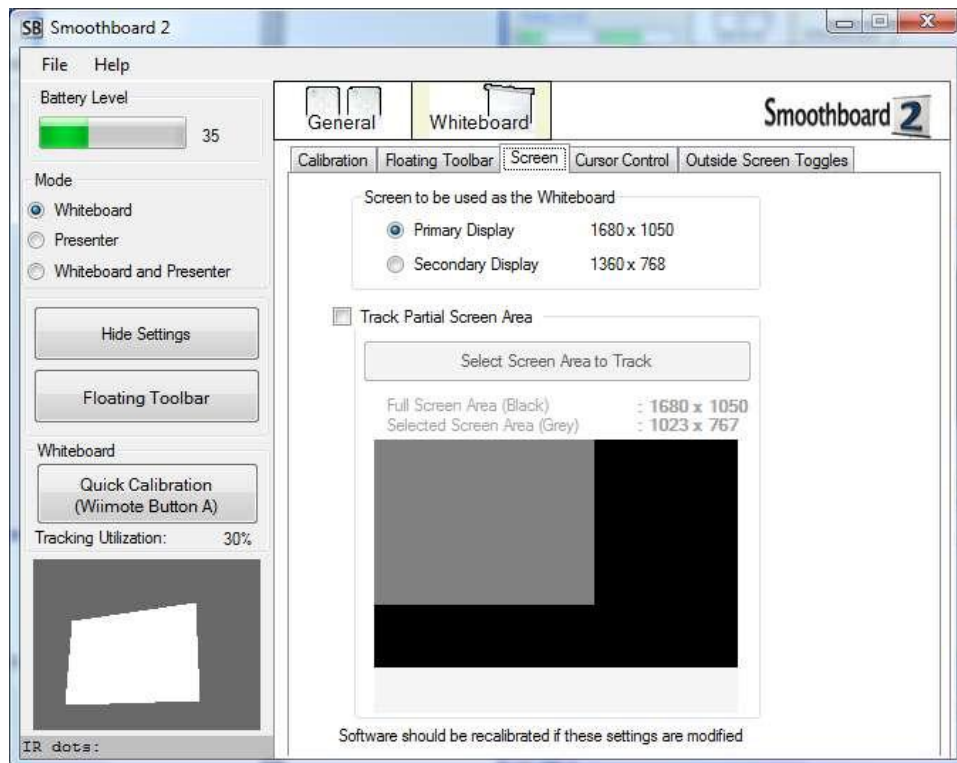 SB Smoothboard 2
File Help
Battery Level
35
Mode
Whiteboard
Presenter
Whiteboard and Presenter
Hide Settings
Floating Toolbar
Whiteboard
Quick Calibration
(Wiimote Button A)
Tracking Utilization: 30%
IR dots:
General Whiteboard
Smoothboard 2
Calibration Floating Toolbar Screen Cursor Control Outside Screen Toggles
Screen to be used as the Whiteboard
Primary Display 1680 x 1050
Secondary Display 1360 x 768
Track Partial Screen Area
Select Screen Area to Track
Full Screen Area (Black) : 1680 x 1050
Selected Screen Area (Grey) : 1023 x 767
Software should be recalibrated if these settings are modified